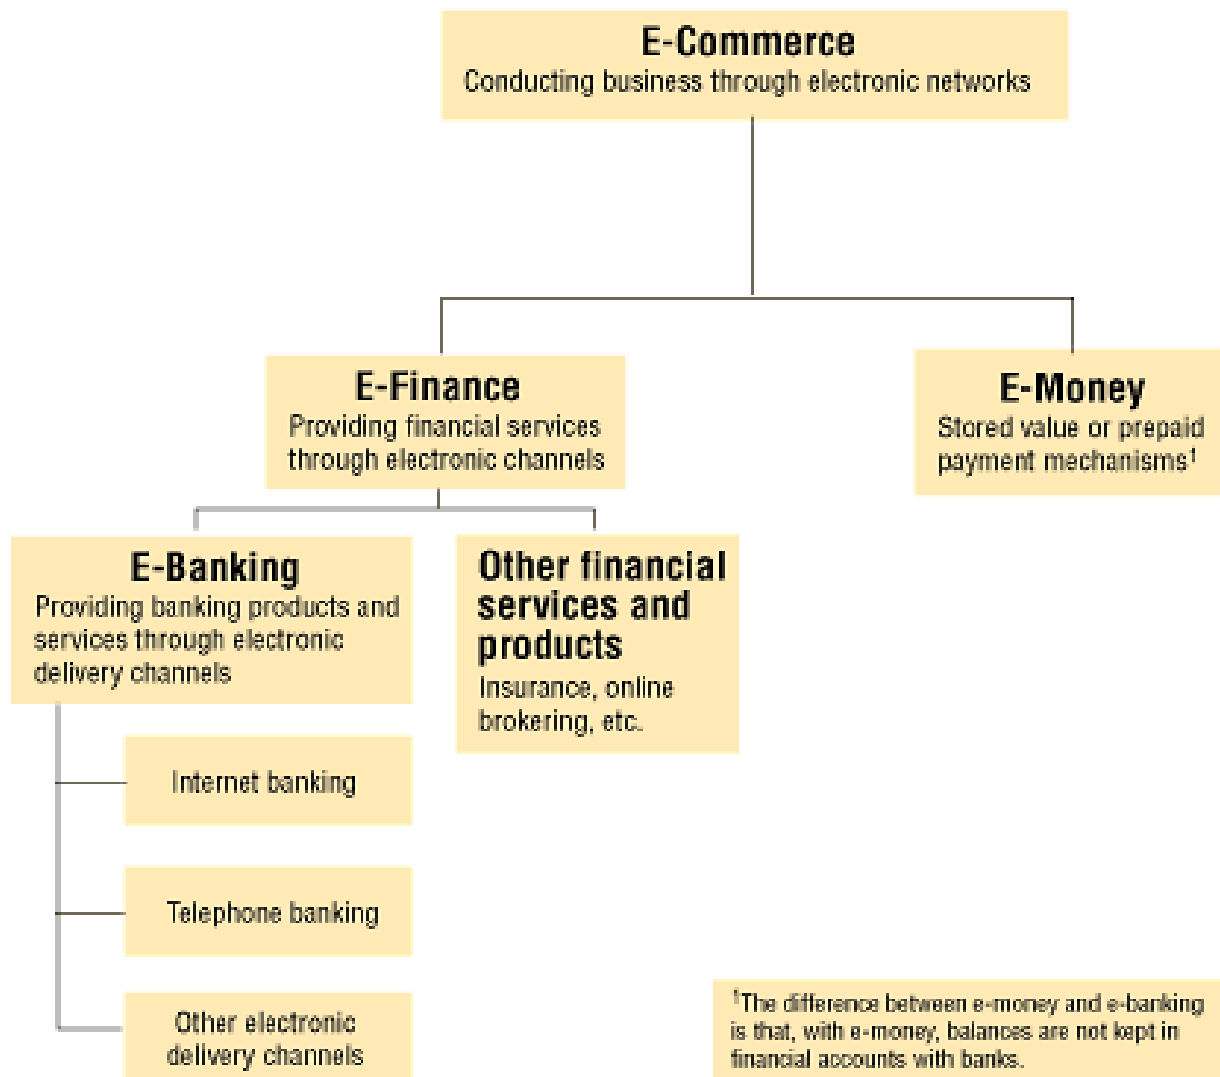 E-Commerce
Conducting business through electronic networks
E-Finance
Providing financial services
through electronic channels
E-Money
Stored value or prepaid
payment mechanisms¹
E-Banking
Providing banking products and
services through electronic
delivery channels
Other financial
services and
products
Insurance, online
brokering, etc.
Internet banking
Telephone banking
Other electronic
delivery channels
¹The difference between e-money and e-banking
is that, with e-money, balances are not kept in
financial accounts with banks.